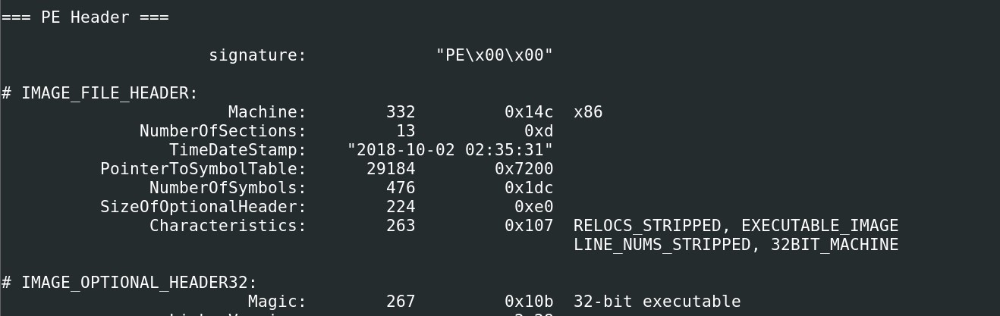 === PE Header ===
signature: "PE\x00\x00"
# IMAGE_FILE_HEADER:
Machine: 332 0x14c x86
NumberOfSections: 13 0xd
TimeDateStamp: "2018-10-02 02:35:31"
PointerToSymbolTable: 29184 0x7200
NumberOfSymbols: 476 0x1dc
SizeOfOptionalHeader: 224 0xe0
Characteristics: 263 0x107 RELOCS_STRIPPED, EXECUTABLE_IMAGE
LINE_NUMS_STRIPPED, 32BIT_MACHINE
# IMAGE_OPTIONAL_HEADER32:
Magic: 267 0x10b 32-bit executable